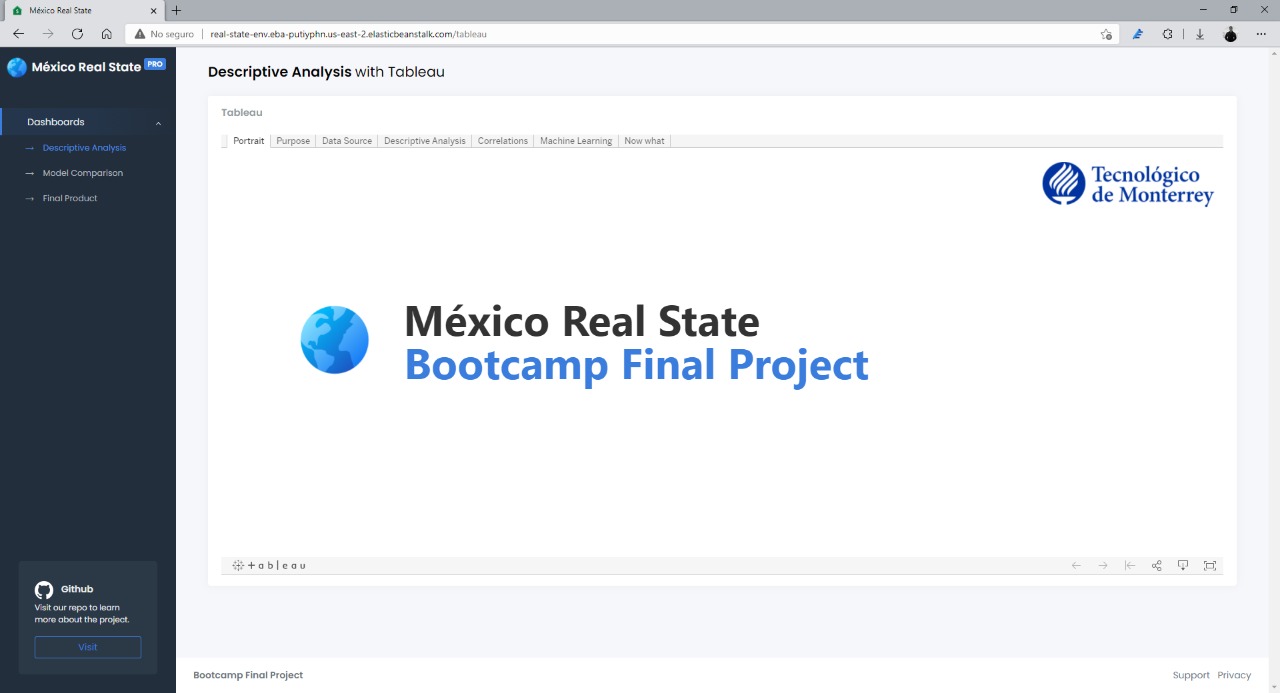 México Real State
No seguro
real-state-env.eba-putiyphn.us-east-2.elasticbeanstalk.com/tableau
México Real State PRO
Dashboards
Descriptive Analysis
Model Comparison
Final Product
Github
Visit our repo to learn
more about the project.
Visit
Descriptive Analysis with Tableau
Tableau
Portrait
Purpose
Data Source
Descriptive Analysis
Correlations
Machine Learning
Now what
Tecnológico
de Monterrey
México Real State
Bootcamp Final Project
+ableau
Bootcamp Final Project
Support
Privacy